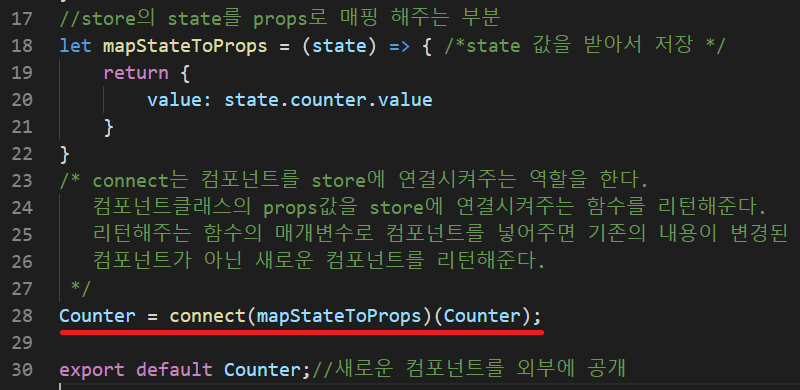 17 //store의 state를 props로 매핑 해주는 부분
18 let mapStateToProps = (state) => { /*state 값을 받아서 저장 */
19     return {
20         value: state.counter.value
21     }
22 }
23 /* connect는 컴포넌트를 store에 연결시켜주는 역할을 한다.
24    컴포넌트클래스의 props값을 store에 연결시켜주는 함수를 리턴해준다.
25    리턴해주는 함수의 매개변수로 컴포넌트를 넣어주면 기존의 내용이 변경된
26    컴포넌트가 아닌 새로운 컴포넌트를 리턴해준다.
27  */
28 Counter = connect(mapStateToProps)(Counter);
29
30 export default Counter;//새로운 컴포넌트를 외부에 공개